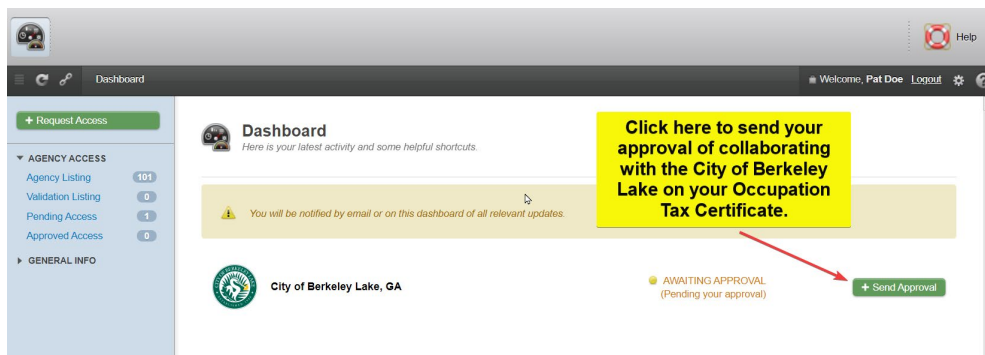 Help
Dashboard
Welcome, Pat Doe Logout
+ Request Access
AGENCY ACCESS
Agency Listing 101
Validation Listing 0
Pending Access 1
Approved Access 0
GENERAL INFO
Dashboard
Here is your latest activity and some helpful shortcuts.
Click here to send your
approval of collaborating
with the City of Berkeley
Lake on your Occupation
Tax Certificate.
You will be notified by email or on this dashboard of all relevant updates.
City of Berkeley Lake, GA
AWAITING APPROVAL
(Pending your approval)
+ Send Approval